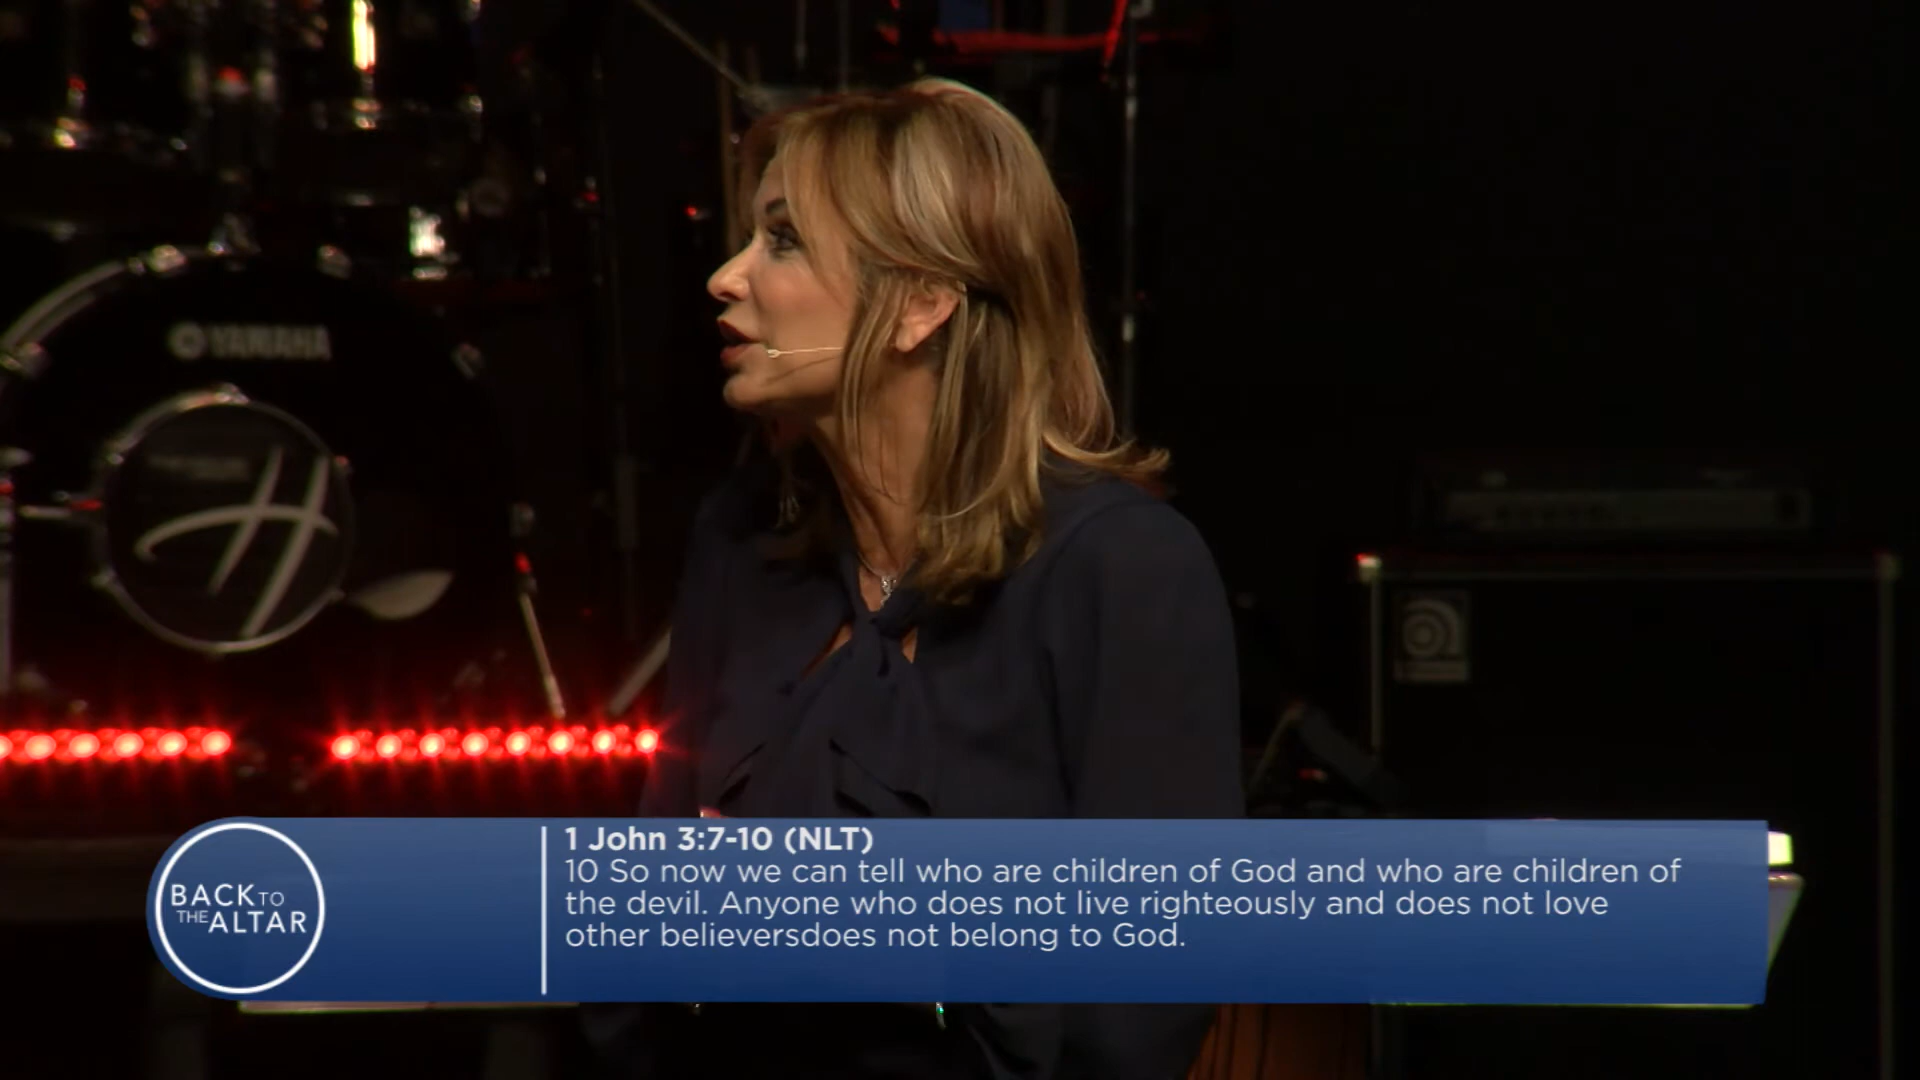 YAMAHA
H
BACK TO
THE ALTAR
1 John 3:7-10 (NLT)
10 So now we can tell who are children of God and who are children of
the devil. Anyone who does not live righteously and does not love
other believersdoes not belong to God.